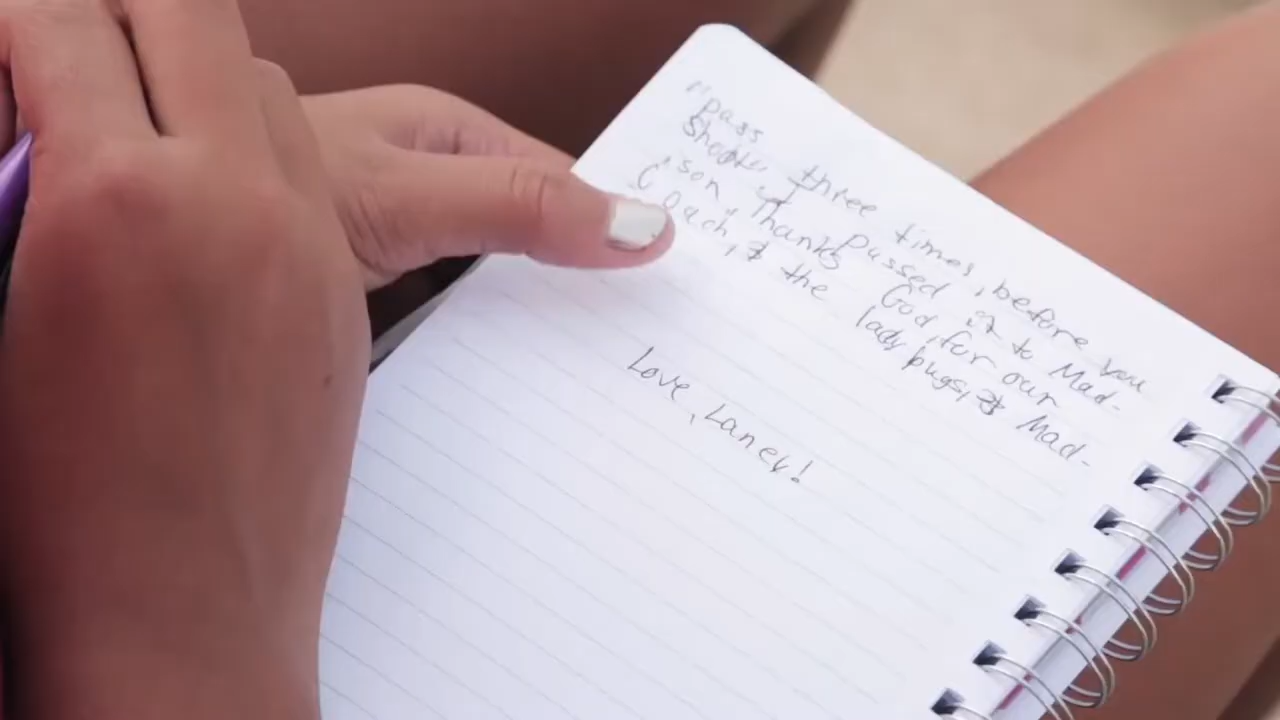 "pass three times, before you
shoot" I passed it to Mad-
'son. Thanks God, for our
Coach, & the lady bugs, & Mad-
Love, Laney!